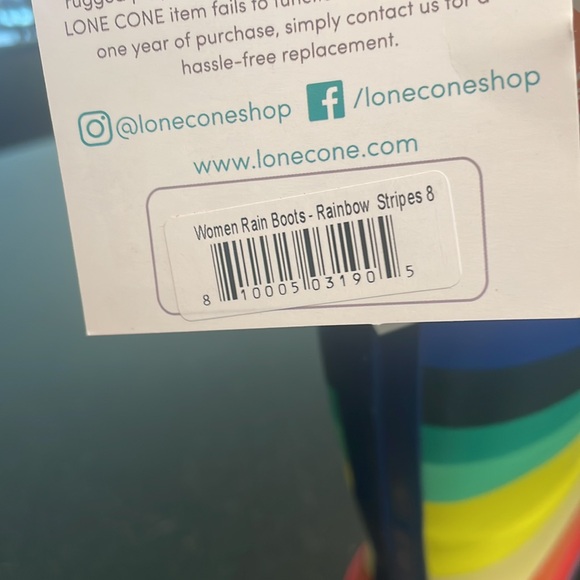 LONE CONE item fails to
one year of purchase, simply contact us for a
hassle-free replacement.
@loneconeshop f /loneconeshop
www.lonecone.com
Women Rain Boots - Rainbow Stripes 8
8 10005 03190 5